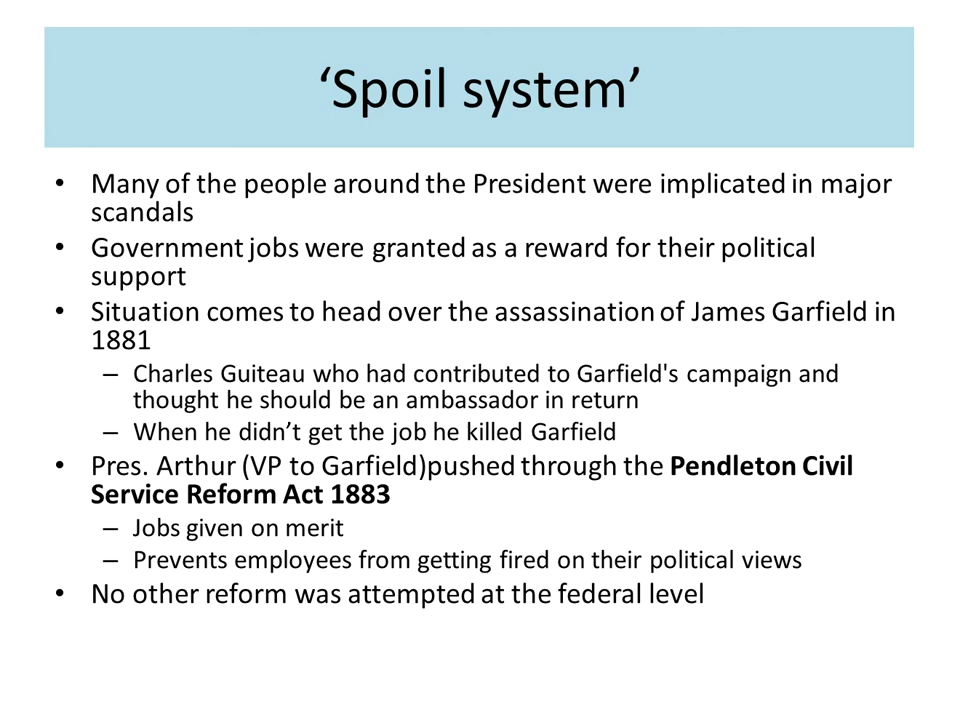 ‘Spoil system’
• Many of the people around the President were implicated in major
scandals
• Government jobs were granted as a reward for their political
support
• Situation comes to head over the assassination of James Garfield in
1881
– Charles Guiteau who had contributed to Garfield's campaign and
thought he should be an ambassador in return
– When he didn’t get the job he killed Garfield
• Pres. Arthur (VP to Garfield)pushed through the Pendleton Civil
Service Reform Act 1883
– Jobs given on merit
– Prevents employees from getting fired on their political views
• No other reform was attempted at the federal level